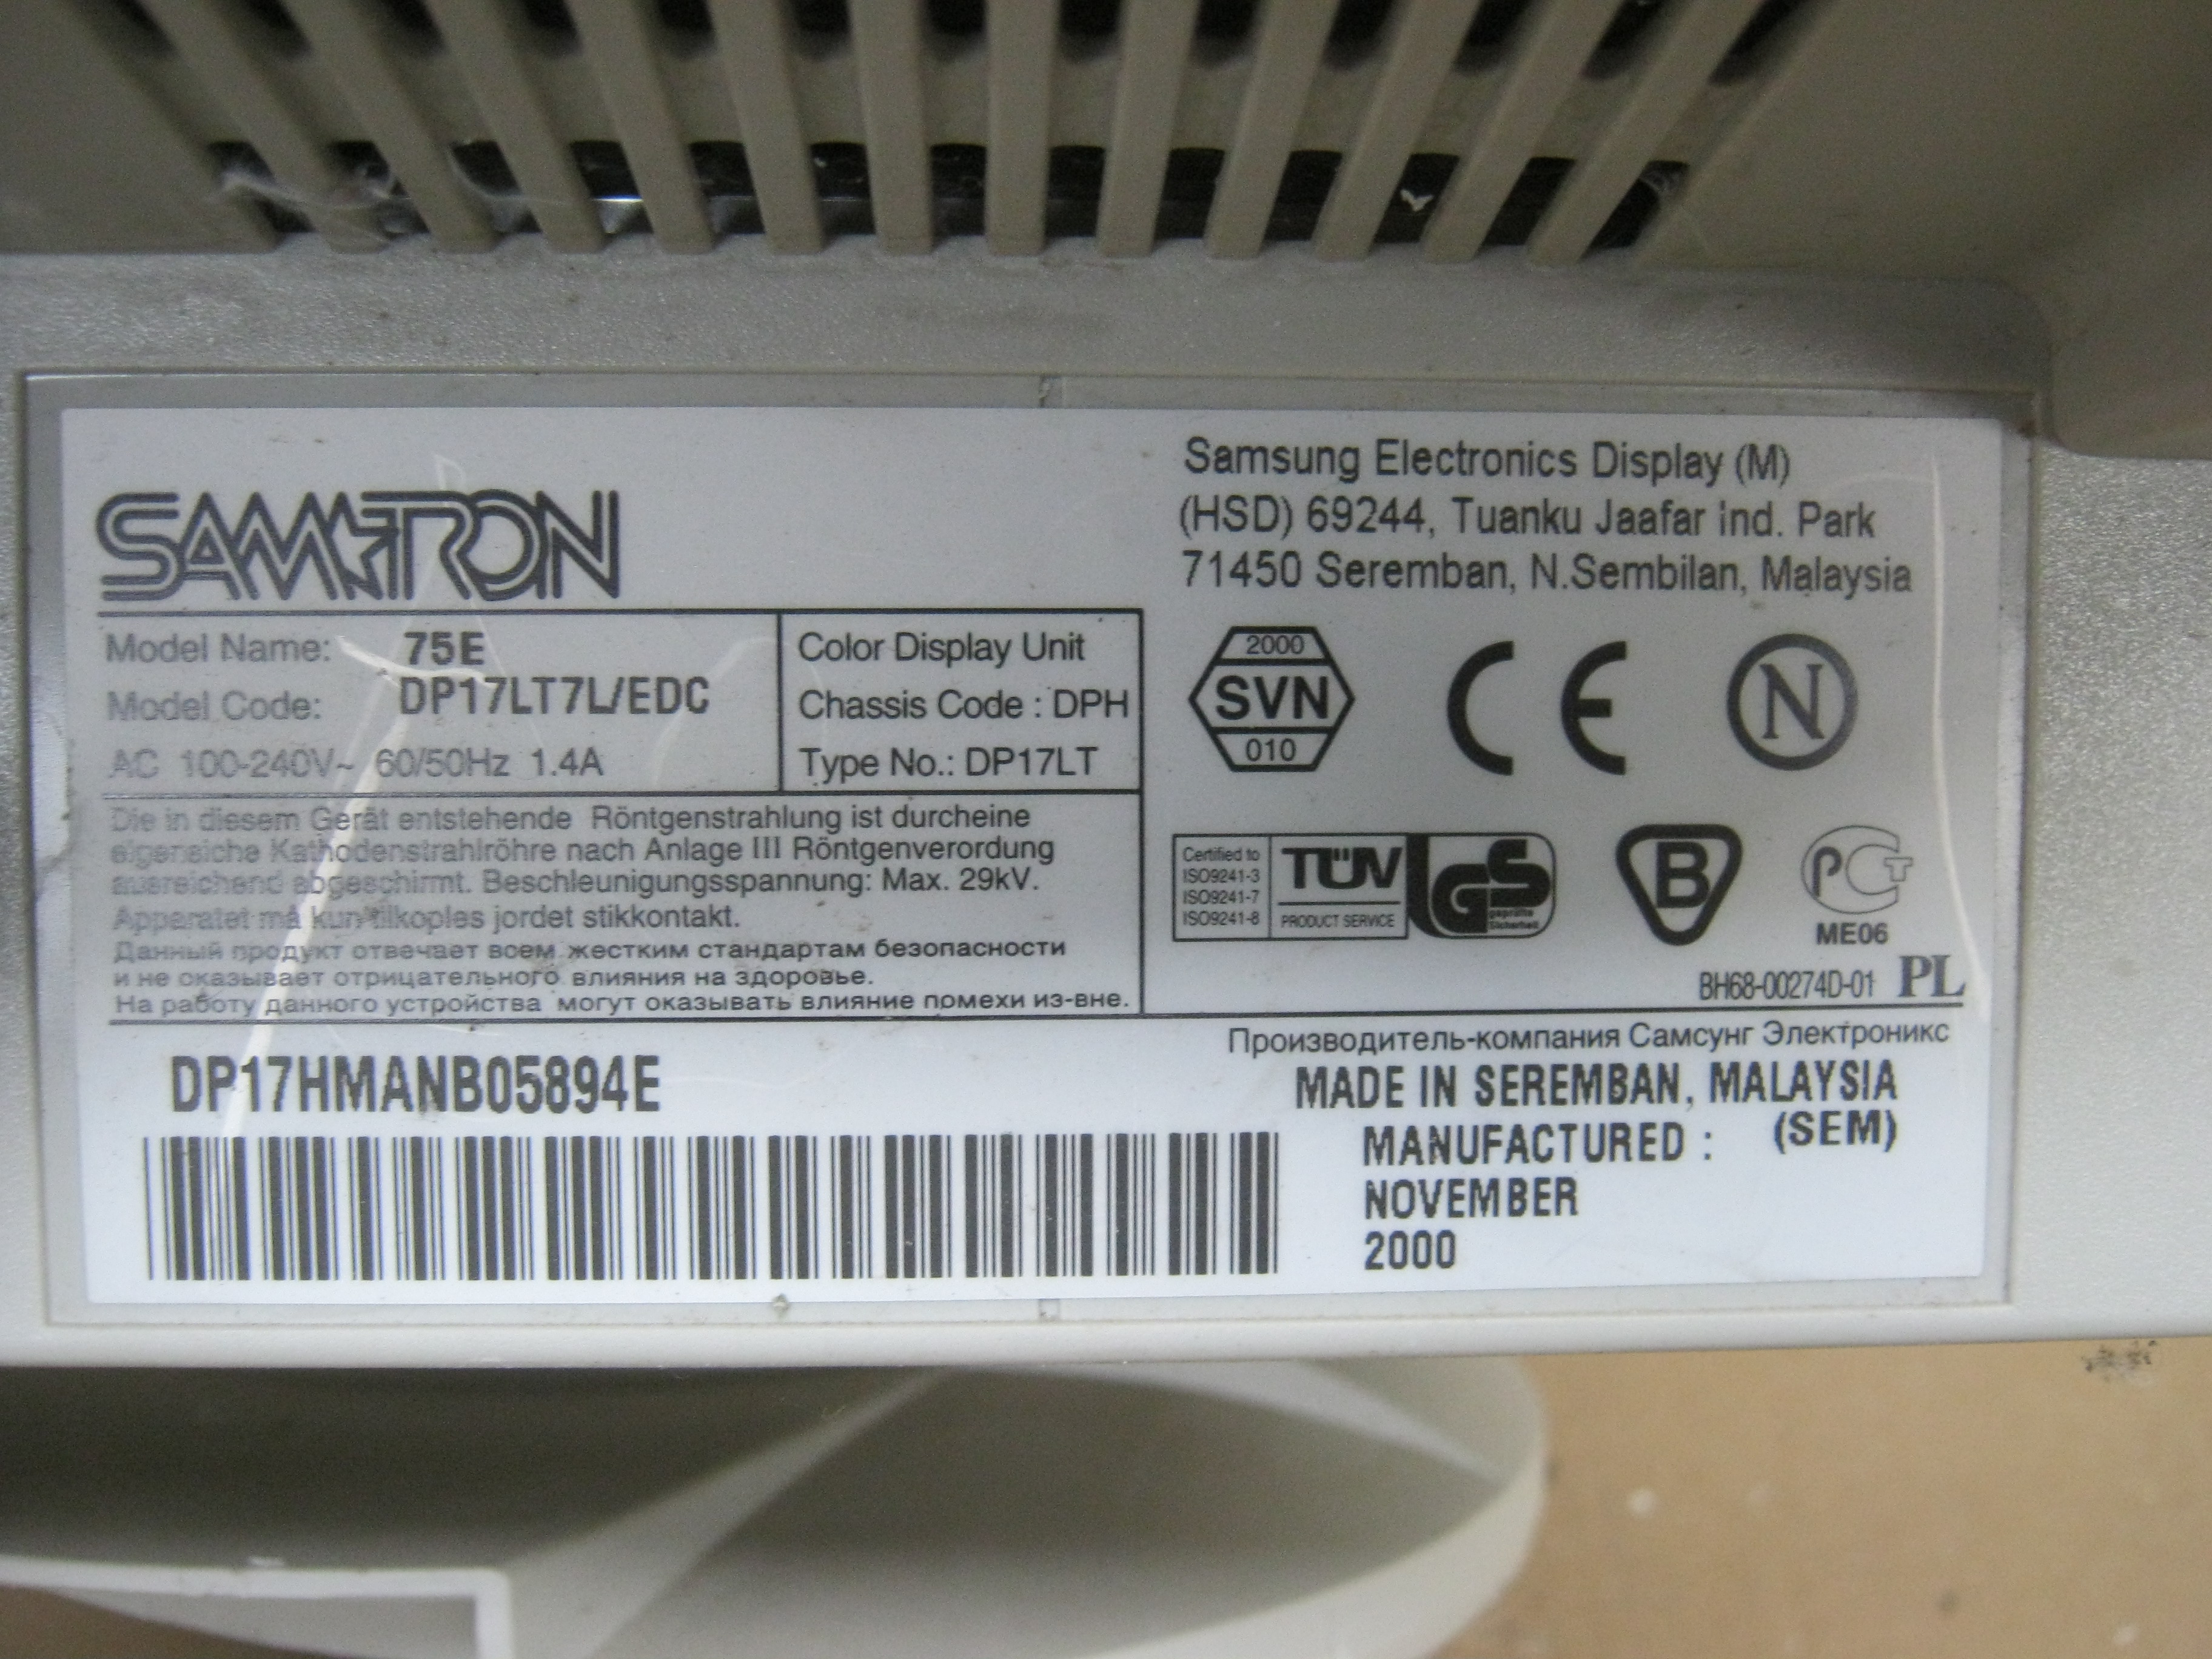 SAMTRON
Samsung Electronics Display (M)
(HSD) 69244, Tuanku Jaafar Ind. Park
71450 Seremban, N.Sembilan, Malaysia
Model Name: 75E
Model Code: DP17LT7L/EDC
AC 100-240V~ 60/50Hz 1.4A
Color Display Unit
Chassis Code : DPH
Type No.: DP17LT
2000
SVN
010
CE
N
Die in diesem Gerät entstehende Röntgenstrahlung ist durcheine
eigensiche Kathodenstrahlröhre nach Anlage III Röntgenverordung
ausreichend abgeschirmt. Beschleunigungsspannung: Max. 29kV.
Apparatet må kun tilkoples jordet stikkontakt.
Данный продукт отвечает всем жестким стандартам безопасности
и не оказывает отрицательного влияния на здоровье.
На работу данного устройства могут оказывать влияние помехи из-вне.
Certified to
ISO9241-3
ISO9241-7
ISO9241-8
TÜV
PRODUCT SERVICE
GS
geprüfte
Sicherheit
B
РСТ
ME06
BH68-00274D-01 PL
Производитель-компания Самсунг Электроникс
DP17HMANB05894E
MADE IN SEREMBAN, MALAYSIA
MANUFACTURED : (SEM)
NOVEMBER
2000